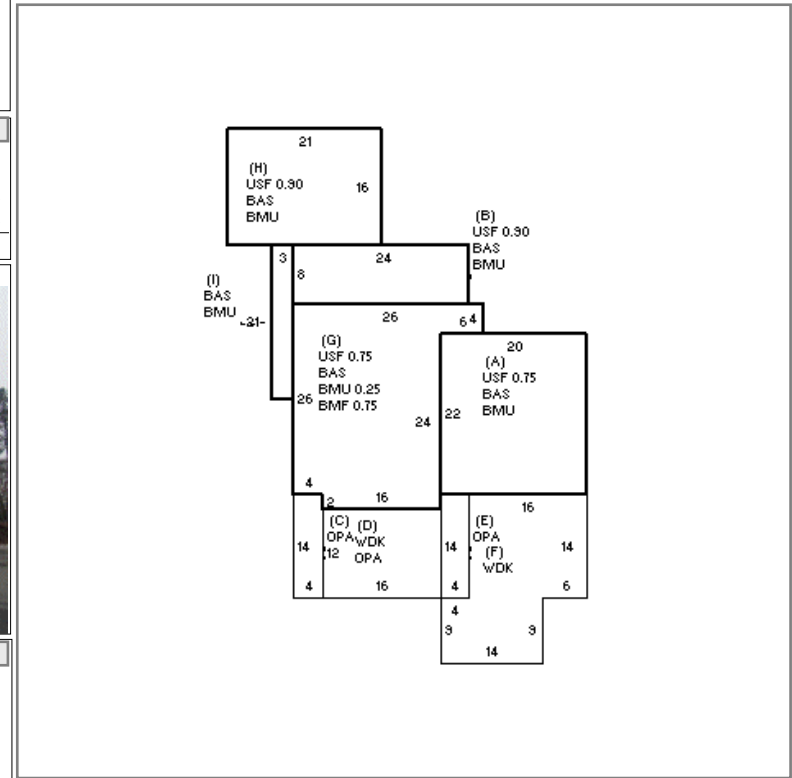 21
(H)
USF 0.90
BAS
BMU
16
(B)
USF 0.90
BAS
BMU
3
24
8
(I)
BAS
BMU
-21-
26
6 4
(G)
USF 0.75
BAS
BMU 0.25
BMF 0.75
26
24
20
(A)
USF 0.75
BAS
BMU
22
4
2
16
16
(C)
OPA
12
(D)
WDK
OPA
14
4
16
(E)
OPA
(F)
WDK
14
14
4
6
4
9
9
14